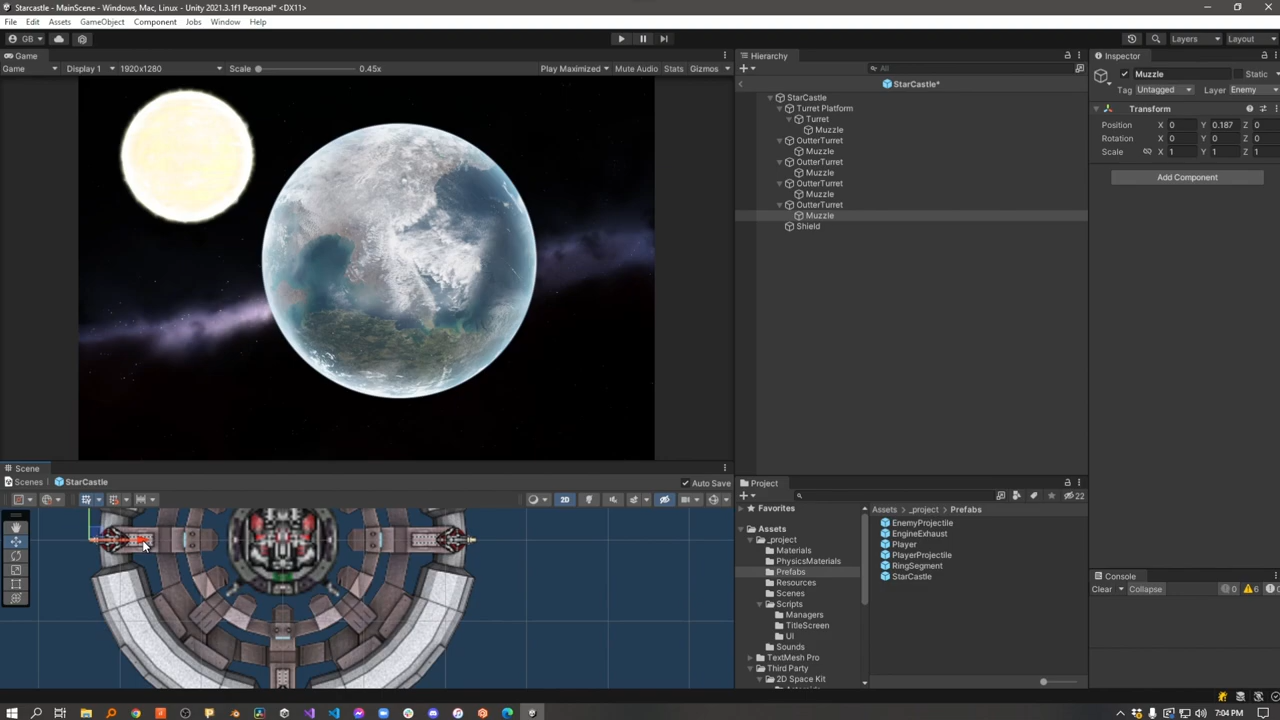 Starcastle - MainScene - Windows, Mac, Linux - Unity 2021.3.1f1 Personal* <DX11>
File Edit Assets GameObject Component Jobs Window Help
GB
Layers Layout
Game
Game Display 1 1920x1280 Scale 0.45x Play Maximized Mute Audio Stats Gizmos
Hierarchy
All
StarCastle*
StarCastle
Turret Platform
Turret
Muzzle
OutterTurret
Muzzle
OutterTurret
Muzzle
OutterTurret
Muzzle
OutterTurret
Muzzle
Shield
Inspector
Muzzle Static
Tag Untagged Layer Enemy
Transform
Position X 0 Y 0.187 Z 0
Rotation X 0 Y 0 Z 0
Scale X 1 Y 1 Z 1
Add Component
Scene
Scenes StarCastle Auto Save
2D
Project
22
Favorites
Assets
_project
Materials
PhysicsMaterials
Prefabs
Resources
Scenes
Scripts
Managers
TitleScreen
UI
Sounds
TextMesh Pro
Third Party
2D Space Kit
Assets _project Prefabs
EnemyProjectile
EngineExhaust
Player
PlayerProjectile
RingSegment
StarCastle
Console
Clear Collapse 0 6 0
7:04 PM